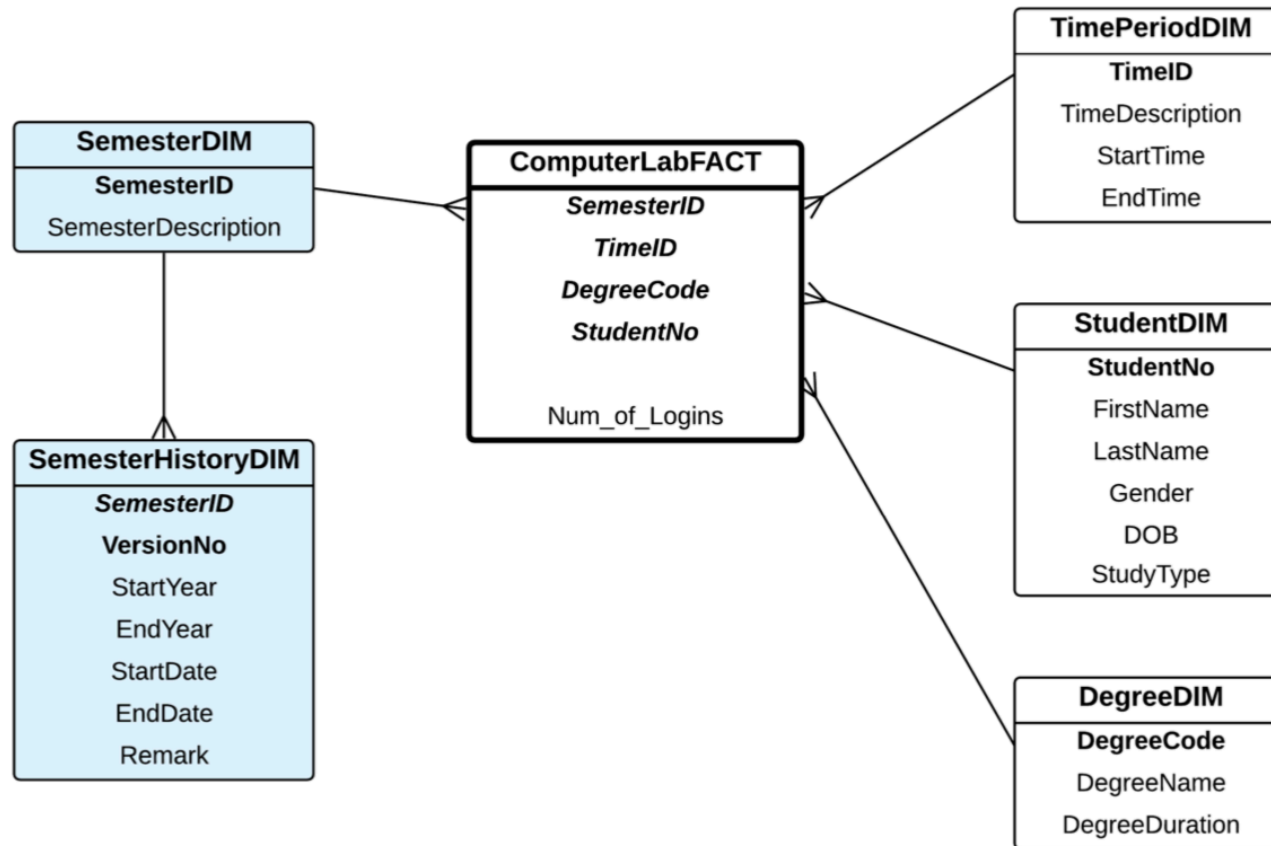 SemesterDIM
SemesterID
SemesterDescription
SemesterHistoryDIM
SemesterID
VersionNo
StartYear
EndYear
StartDate
EndDate
Remark
ComputerLabFACT
SemesterID
TimeID
DegreeCode
StudentNo
Num_of_Logins
TimePeriodDIM
TimeID
TimeDescription
StartTime
EndTime
StudentDIM
StudentNo
FirstName
LastName
Gender
DOB
StudyType
DegreeDIM
DegreeCode
DegreeName
DegreeDuration